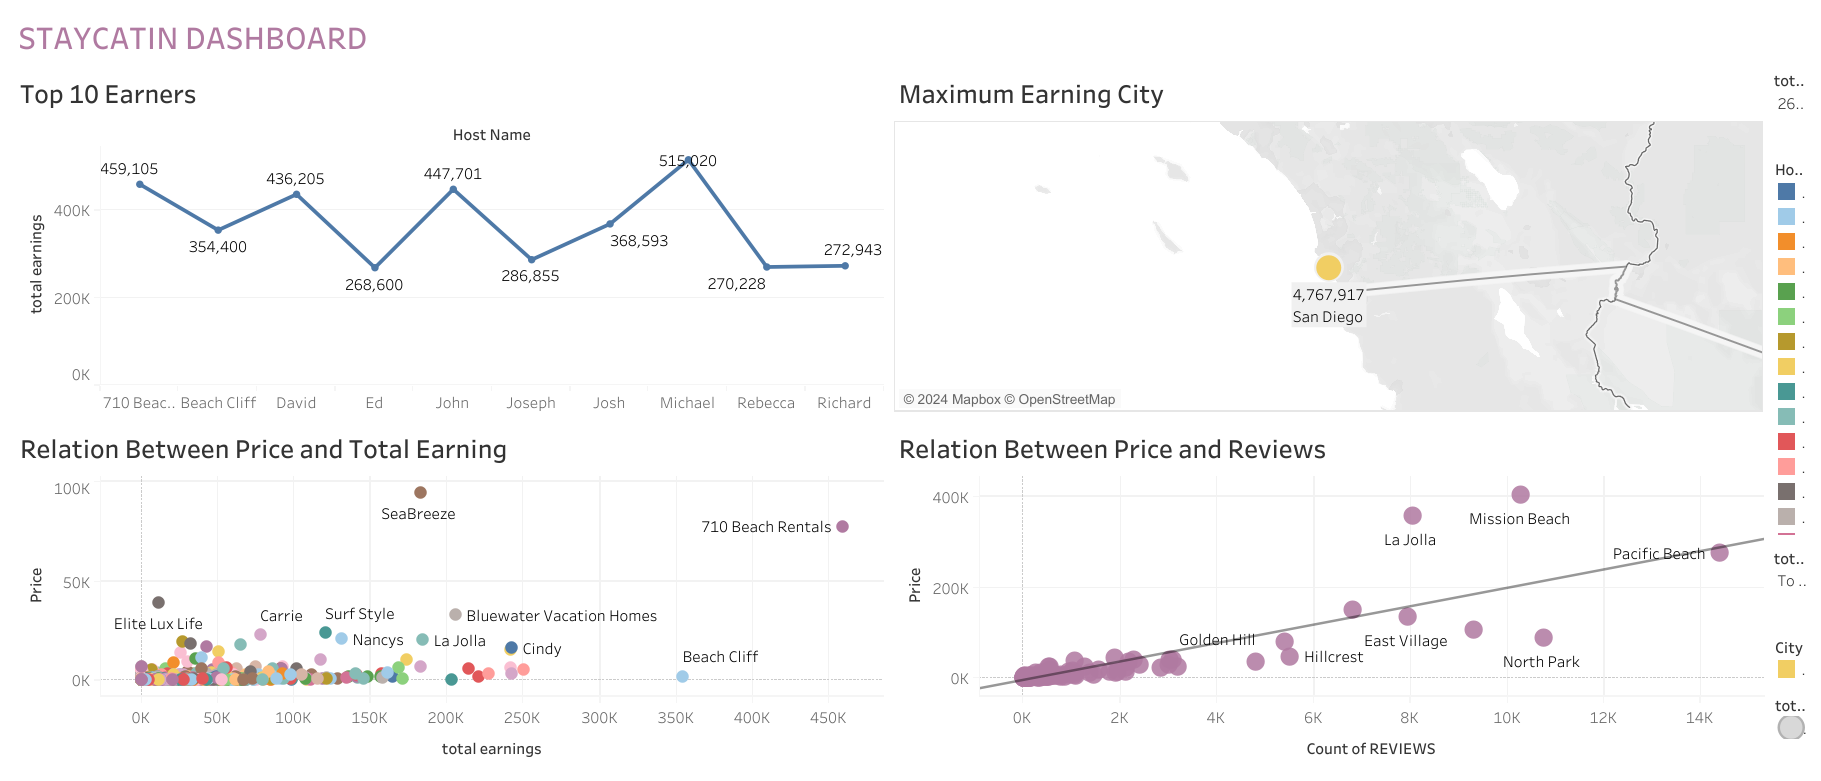 STAYCATIN DASHBOARD
Top 10 Earners
Host Name
total earnings
400K
200K
0K
459,105
354,400
436,205
268,600
447,701
286,855
368,593
515,020
270,228
272,943
710 Beac.. Beach Cliff David Ed John Joseph Josh Michael Rebecca Richard
Maximum Earning City
4,767,917
San Diego
© 2024 Mapbox © OpenStreetMap
Relation Between Price and Total Earning
Price
100K
50K
0K
SeaBreeze
710 Beach Rentals
Elite Lux Life
Carrie
Surf Style
Bluewater Vacation Homes
Nancys
La Jolla
Cindy
Beach Cliff
0K 50K 100K 150K 200K 250K 300K 350K 400K 450K
total earnings
Relation Between Price and Reviews
Price
400K
200K
0K
Mission Beach
La Jolla
Pacific Beach
Golden Hill
East Village
Hillcrest
North Park
0K 2K 4K 6K 8K 10K 12K 14K
Count of REVIEWS
tot..
26..
Ho..
.
.
.
.
.
.
.
.
.
.
.
.
.
.
tot..
To ..
City
.
tot..
.